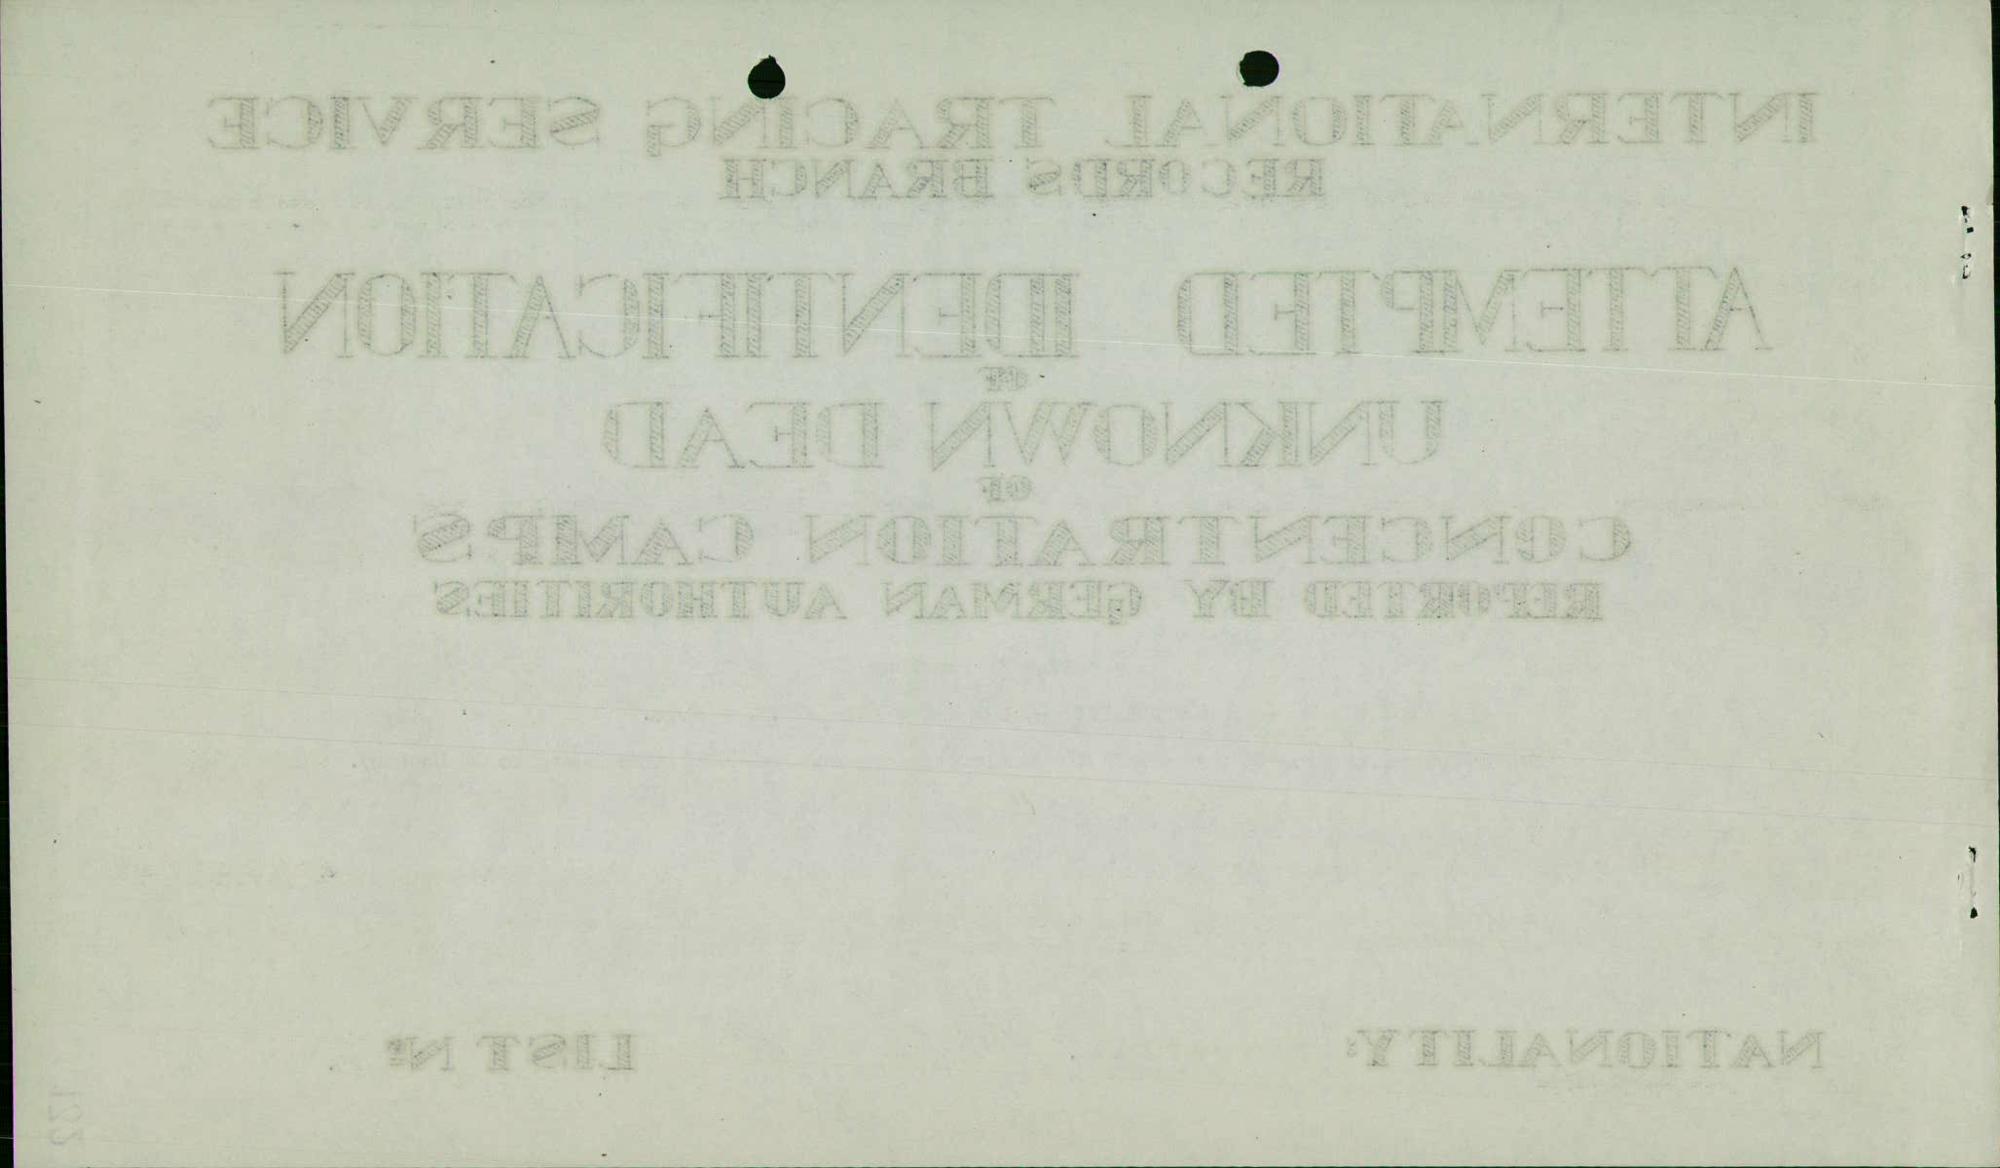 INTERNATIONAL TRACING SERVICE
RECORDS BRANCH
ATTEMPTED IDENTIFICATION
OF
UNKNOWN DEAD
OF
CONCENTRATION CAMPS
REPORTED BY GERMAN AUTHORITIES
NATIONALITY: LIST Nº
122